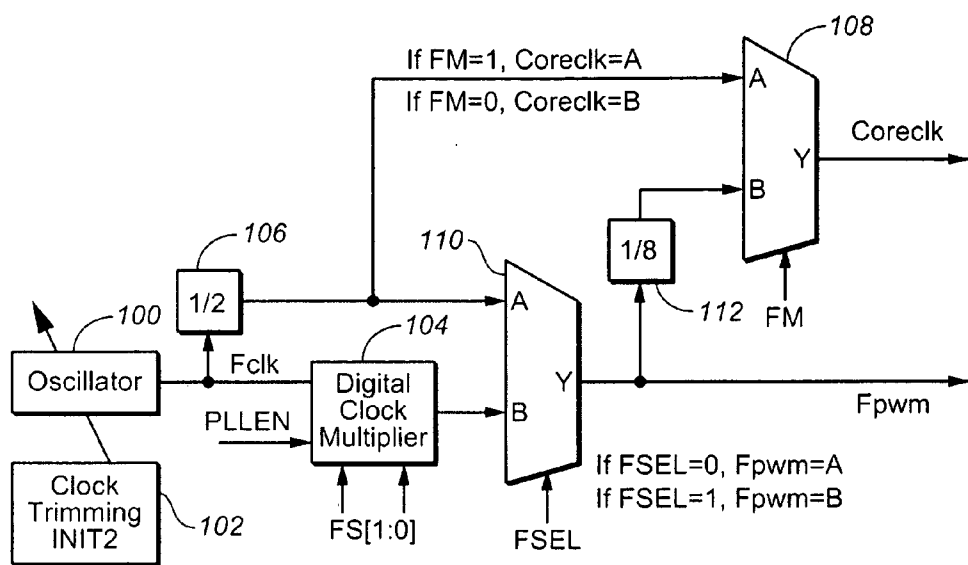 108
If FM=1, Coreclk=A
A
If FM=0, Coreclk=B
Coreclk
Y
B
106
110
1/8
1/2
A
112
FM
100
104
Oscillator
Fclk
Digital
Clock
Multiplier
Y
B
Fpwm
PLLEN
If FSEL=0, Fpwm=A
If FSEL=1, Fpwm=B
Clock
Trimming
INIT2
102
FS[1:0]
FSEL